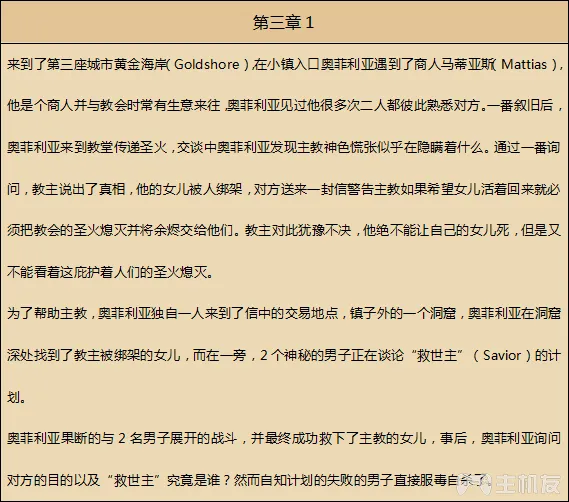 第三章 1
来到了第三座城市黄金海岸(Goldshore),在小镇入口奥菲利亚遇到了商人马蒂亚斯(Mattias),
他是个商人并与教会时常有生意来往,奥菲利亚见过他很多次二人都彼此熟悉对方。一番叙旧后,
奥菲利亚来到教堂传递圣火,交谈中奥菲利亚发现主教神色慌张似乎在隐瞒着什么。通过一番询
问,教主说出了真相,他的女儿被人绑架,对方送来一封信警告主教如果希望女儿活着回来就必
须把教会的圣火熄灭并将余烬交给他们。教主对此犹豫不决,他绝不能让自己的女儿死,但是又
不能看着这庇护着人们的圣火熄灭。
为了帮助主教,奥菲利亚独自一人来到了信中的交易地点,镇子外的一个洞窟,奥菲利亚在洞窟
深处找到了教主被绑架的女儿,而在一旁,2个神秘的男子正在谈论“救世主”(Savior)的计
划。
奥菲利亚果断的与2名男子展开的战斗,并最终成功救下了主教的女儿,事后,奥菲利亚询问
对方的目的以及“救世主”究竟是谁?然而自知计划的失败的男子直接服毒自杀了。
主机友